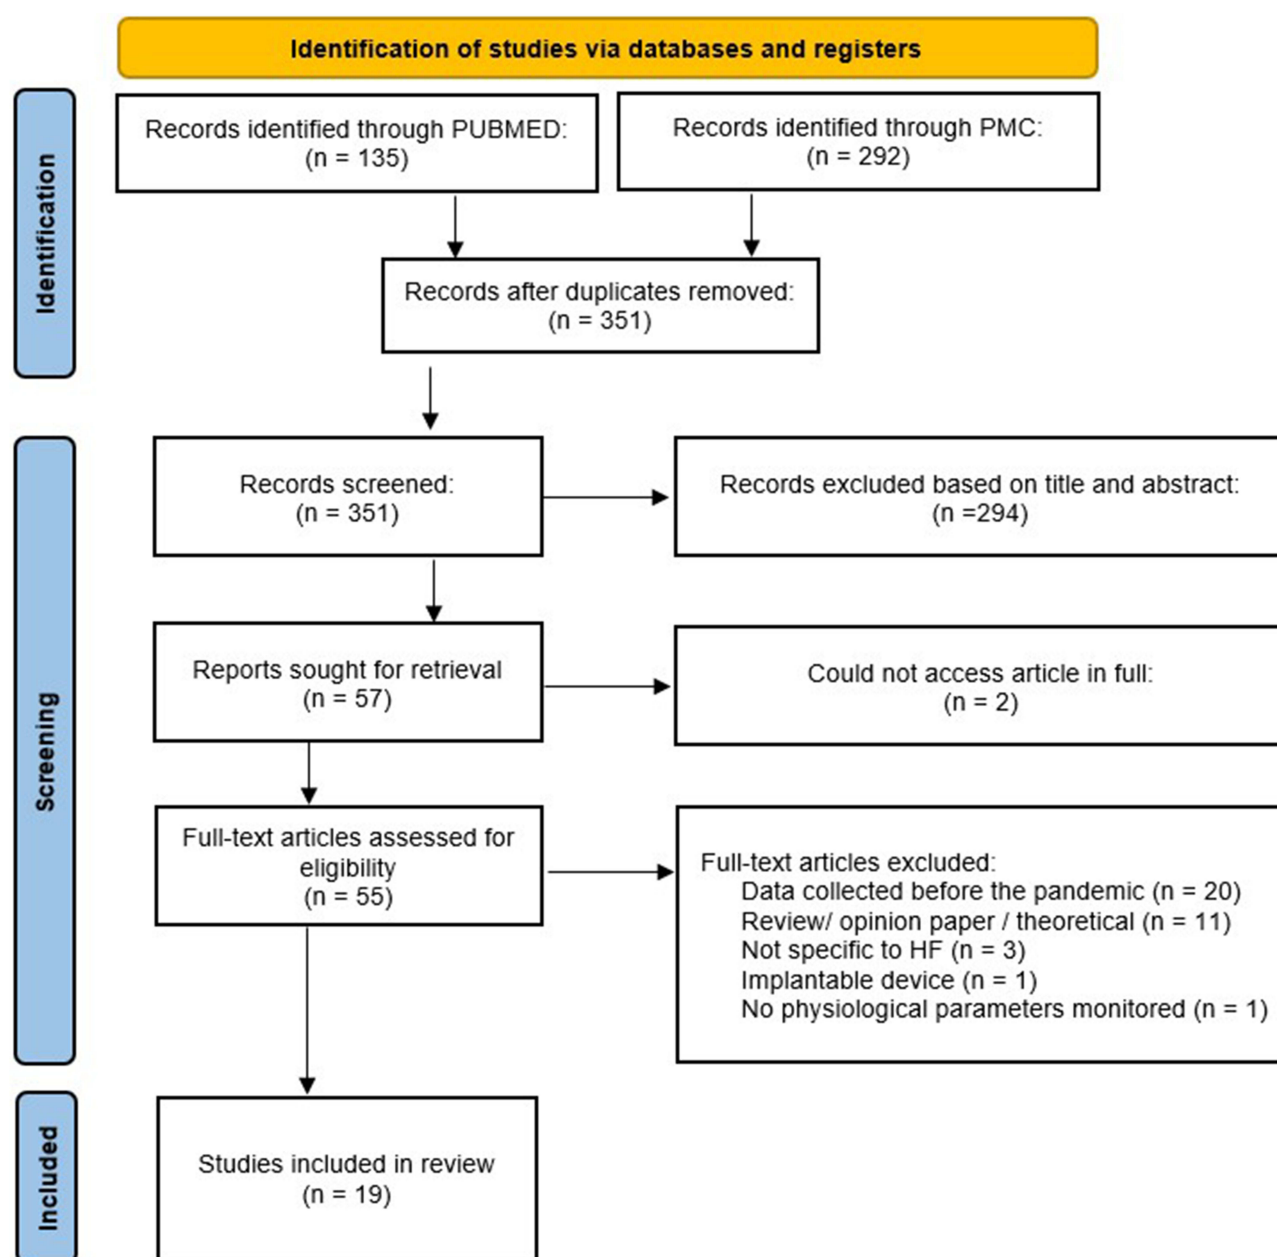 Identification of studies via databases and registers
Identification
Records identified through PUBMED:
(n = 135)
Records identified through PMC:
(n = 292)
Records after duplicates removed:
(n = 351)
Screening
Records screened:
(n = 351)
Records excluded based on title and abstract:
(n =294)
Reports sought for retrieval
(n = 57)
Could not access article in full:
(n = 2)
Full-text articles assessed for
eligibility
(n = 55)
Full-text articles excluded:
Data collected before the pandemic (n = 20)
Review/ opinion paper / theoretical (n = 11)
Not specific to HF (n = 3)
Implantable device (n = 1)
No physiological parameters monitored (n = 1)
Included
Studies included in review
(n = 19)